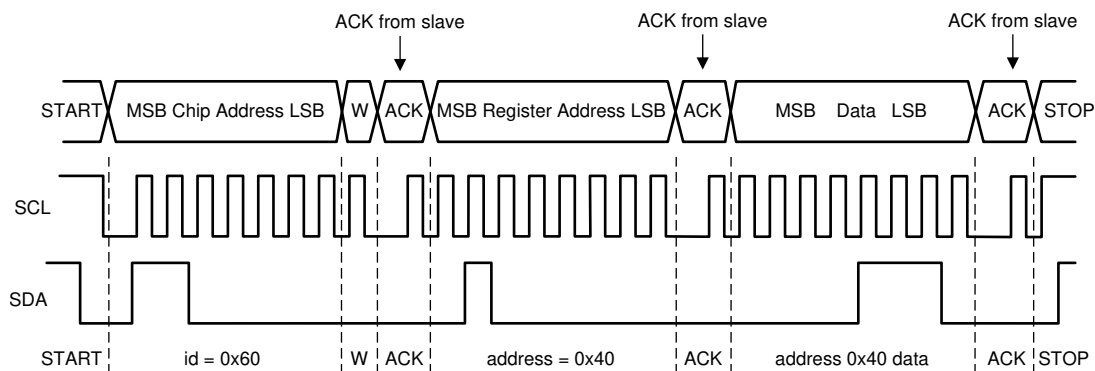 ACK from slave ACK from slave ACK from slave
START MSB Chip Address LSB W ACK MSB Register Address LSB ACK MSB Data LSB ACK STOP
SCL
SDA
START id = 0x60 W ACK address = 0x40 ACK address 0x40 data ACK STOP